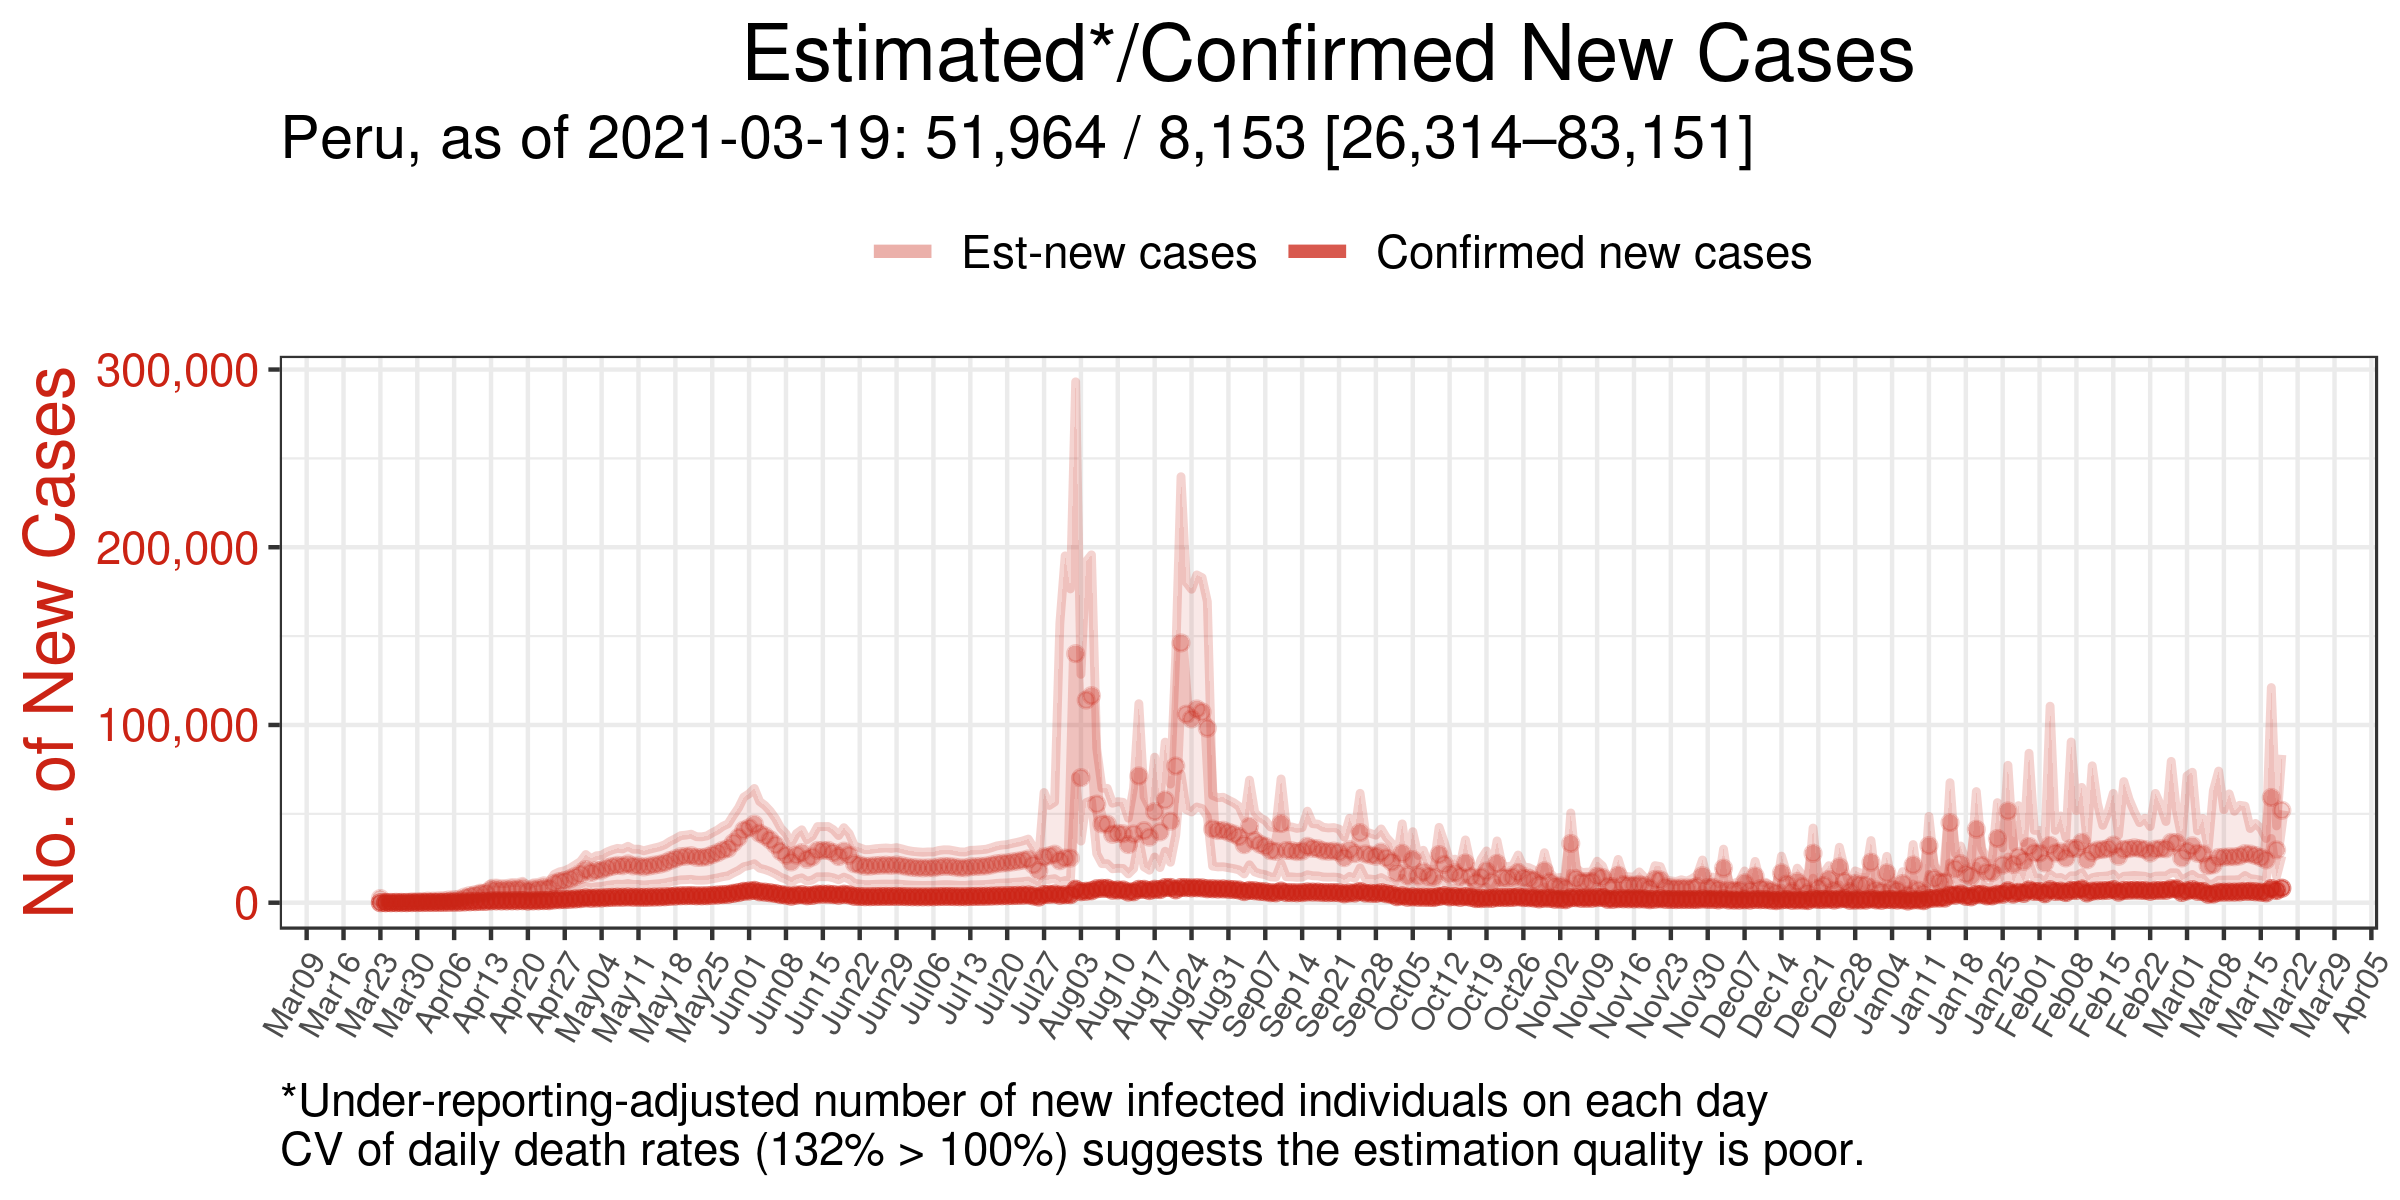 Estimated*/Confirmed New Cases
Peru, as of 2021-03-19: 51,964 / 8,153 [26,314–83,151]
Est-new cases
Confirmed new cases
No. of New Cases
300,000
200,000
100,000
0
Mar09
Mar16
Mar23
Mar30
Apr06
Apr13
Apr20
Apr27
May04
May11
May18
May25
Jun01
Jun08
Jun15
Jun22
Jun29
Jul06
Jul13
Jul20
Jul27
Aug03
Aug10
Aug17
Aug24
Aug31
Sep07
Sep14
Sep21
Sep28
Oct05
Oct12
Oct19
Oct26
Nov02
Nov09
Nov16
Nov23
Nov30
Dec07
Dec14
Dec21
Dec28
Jan04
Jan11
Jan18
Jan25
Feb01
Feb08
Feb15
Feb22
Mar01
Mar08
Mar15
Mar22
Mar29
Apr05
*Under-reporting-adjusted number of new infected individuals on each day
CV of daily death rates (132% > 100%) suggests the estimation quality is poor.